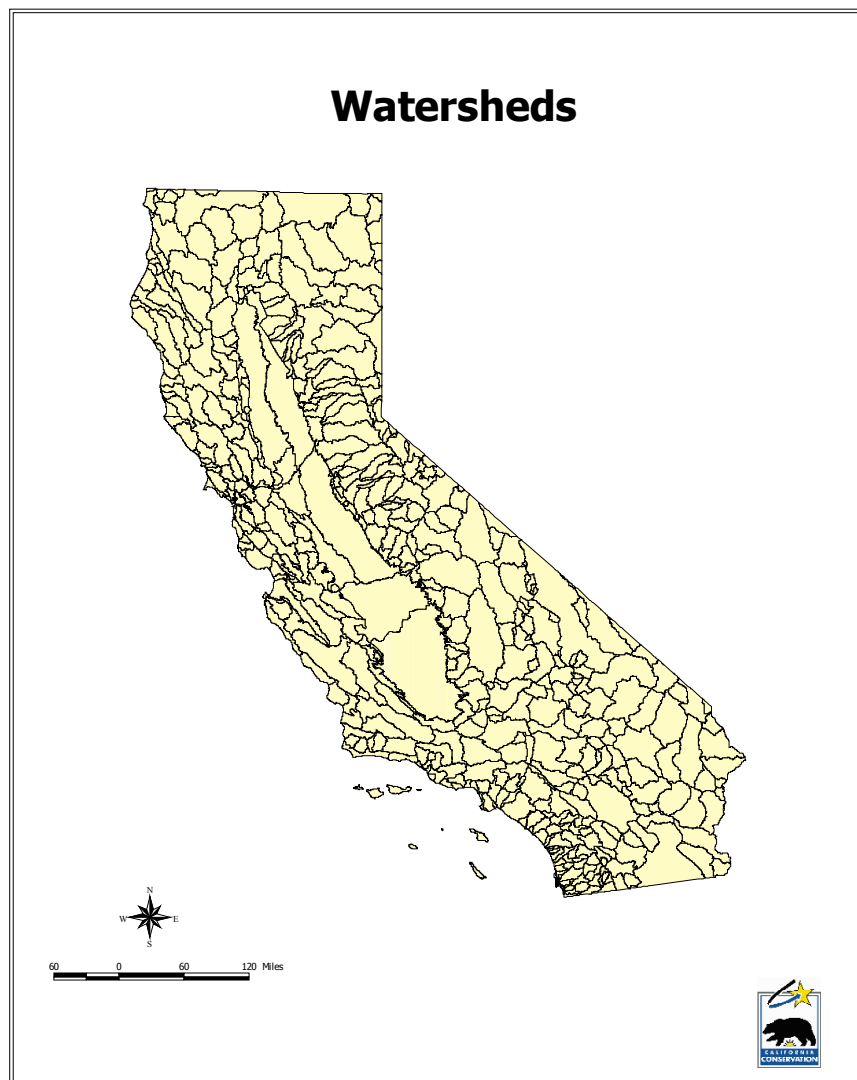 Watersheds
N
W E
S
60 0 60 120 Miles
CALIFORNIA
CONSERVATION